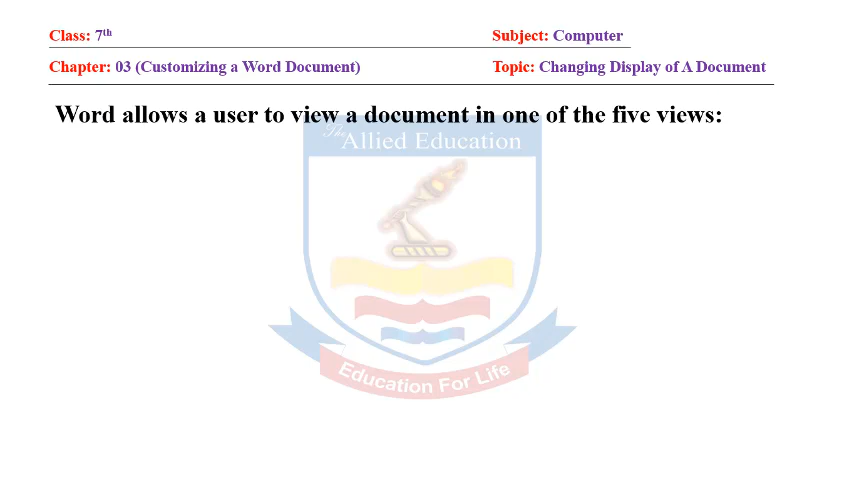 Class: 7th
Subject: Computer
Chapter: 03 (Customizing a Word Document)
Topic: Changing Display of A Document
Word allows a user to view a document in one of the five views:
The
Allied Education
Education For Life